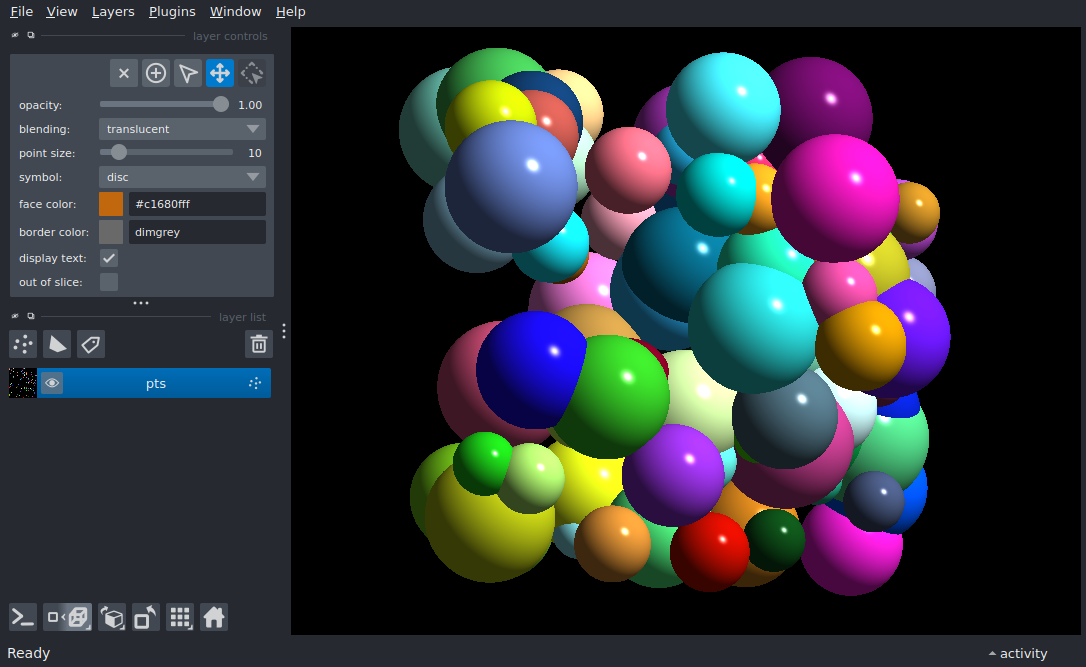 File View Layers Plugins Window Help
layer controls
opacity: 1.00
blending: translucent
point size: 10
symbol: disc
face color: #c1680fff
border color: dimgrey
display text:
out of slice:
layer list
pts
Ready
activity